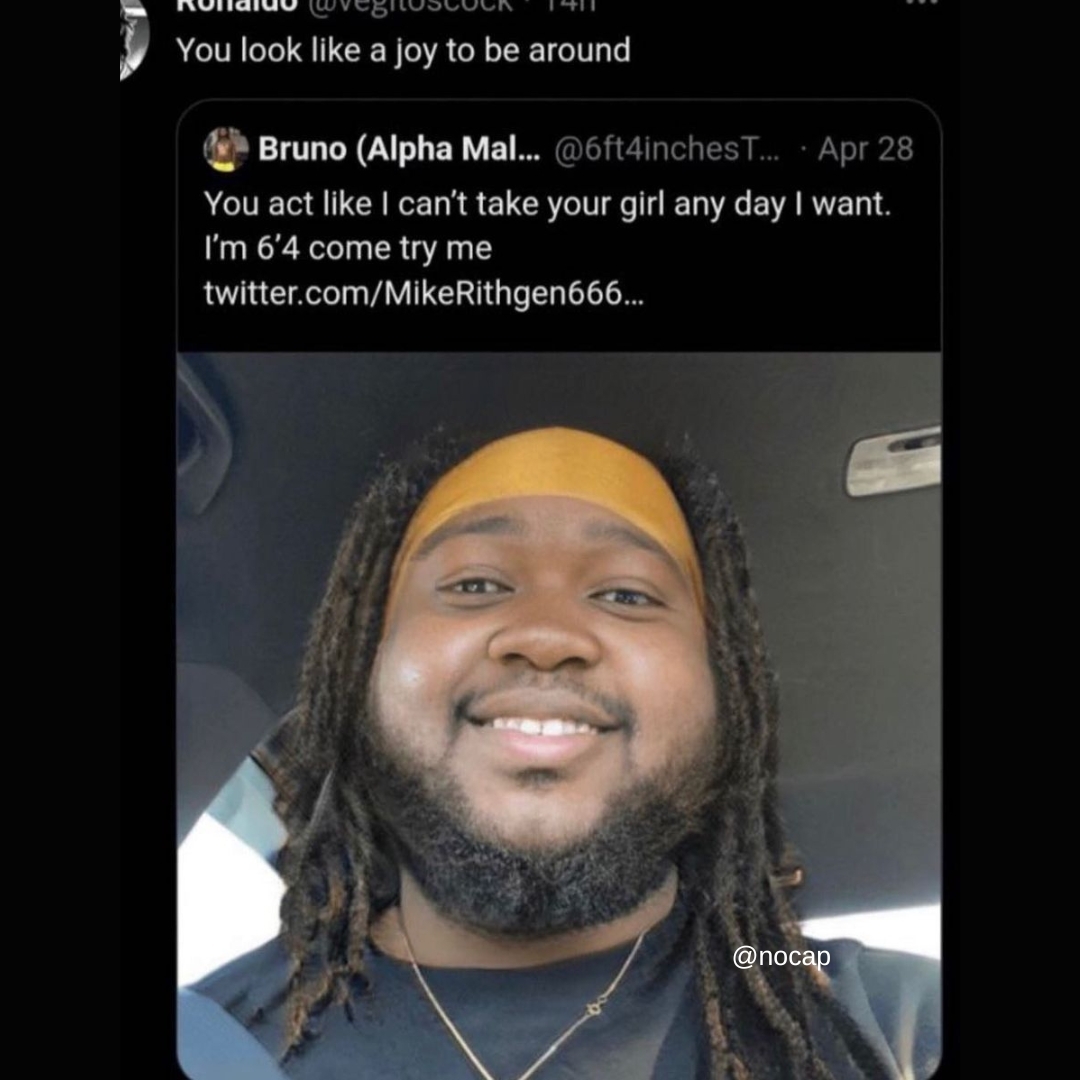 Ronaldo @vegitoscock · 14h
You look like a joy to be around
Bruno (Alpha Mal... @6ft4inchesT... · Apr 28
You act like I can’t take your girl any day I want.
I’m 6’4 come try me
twitter.com/MikeRithgen666...
@nocap